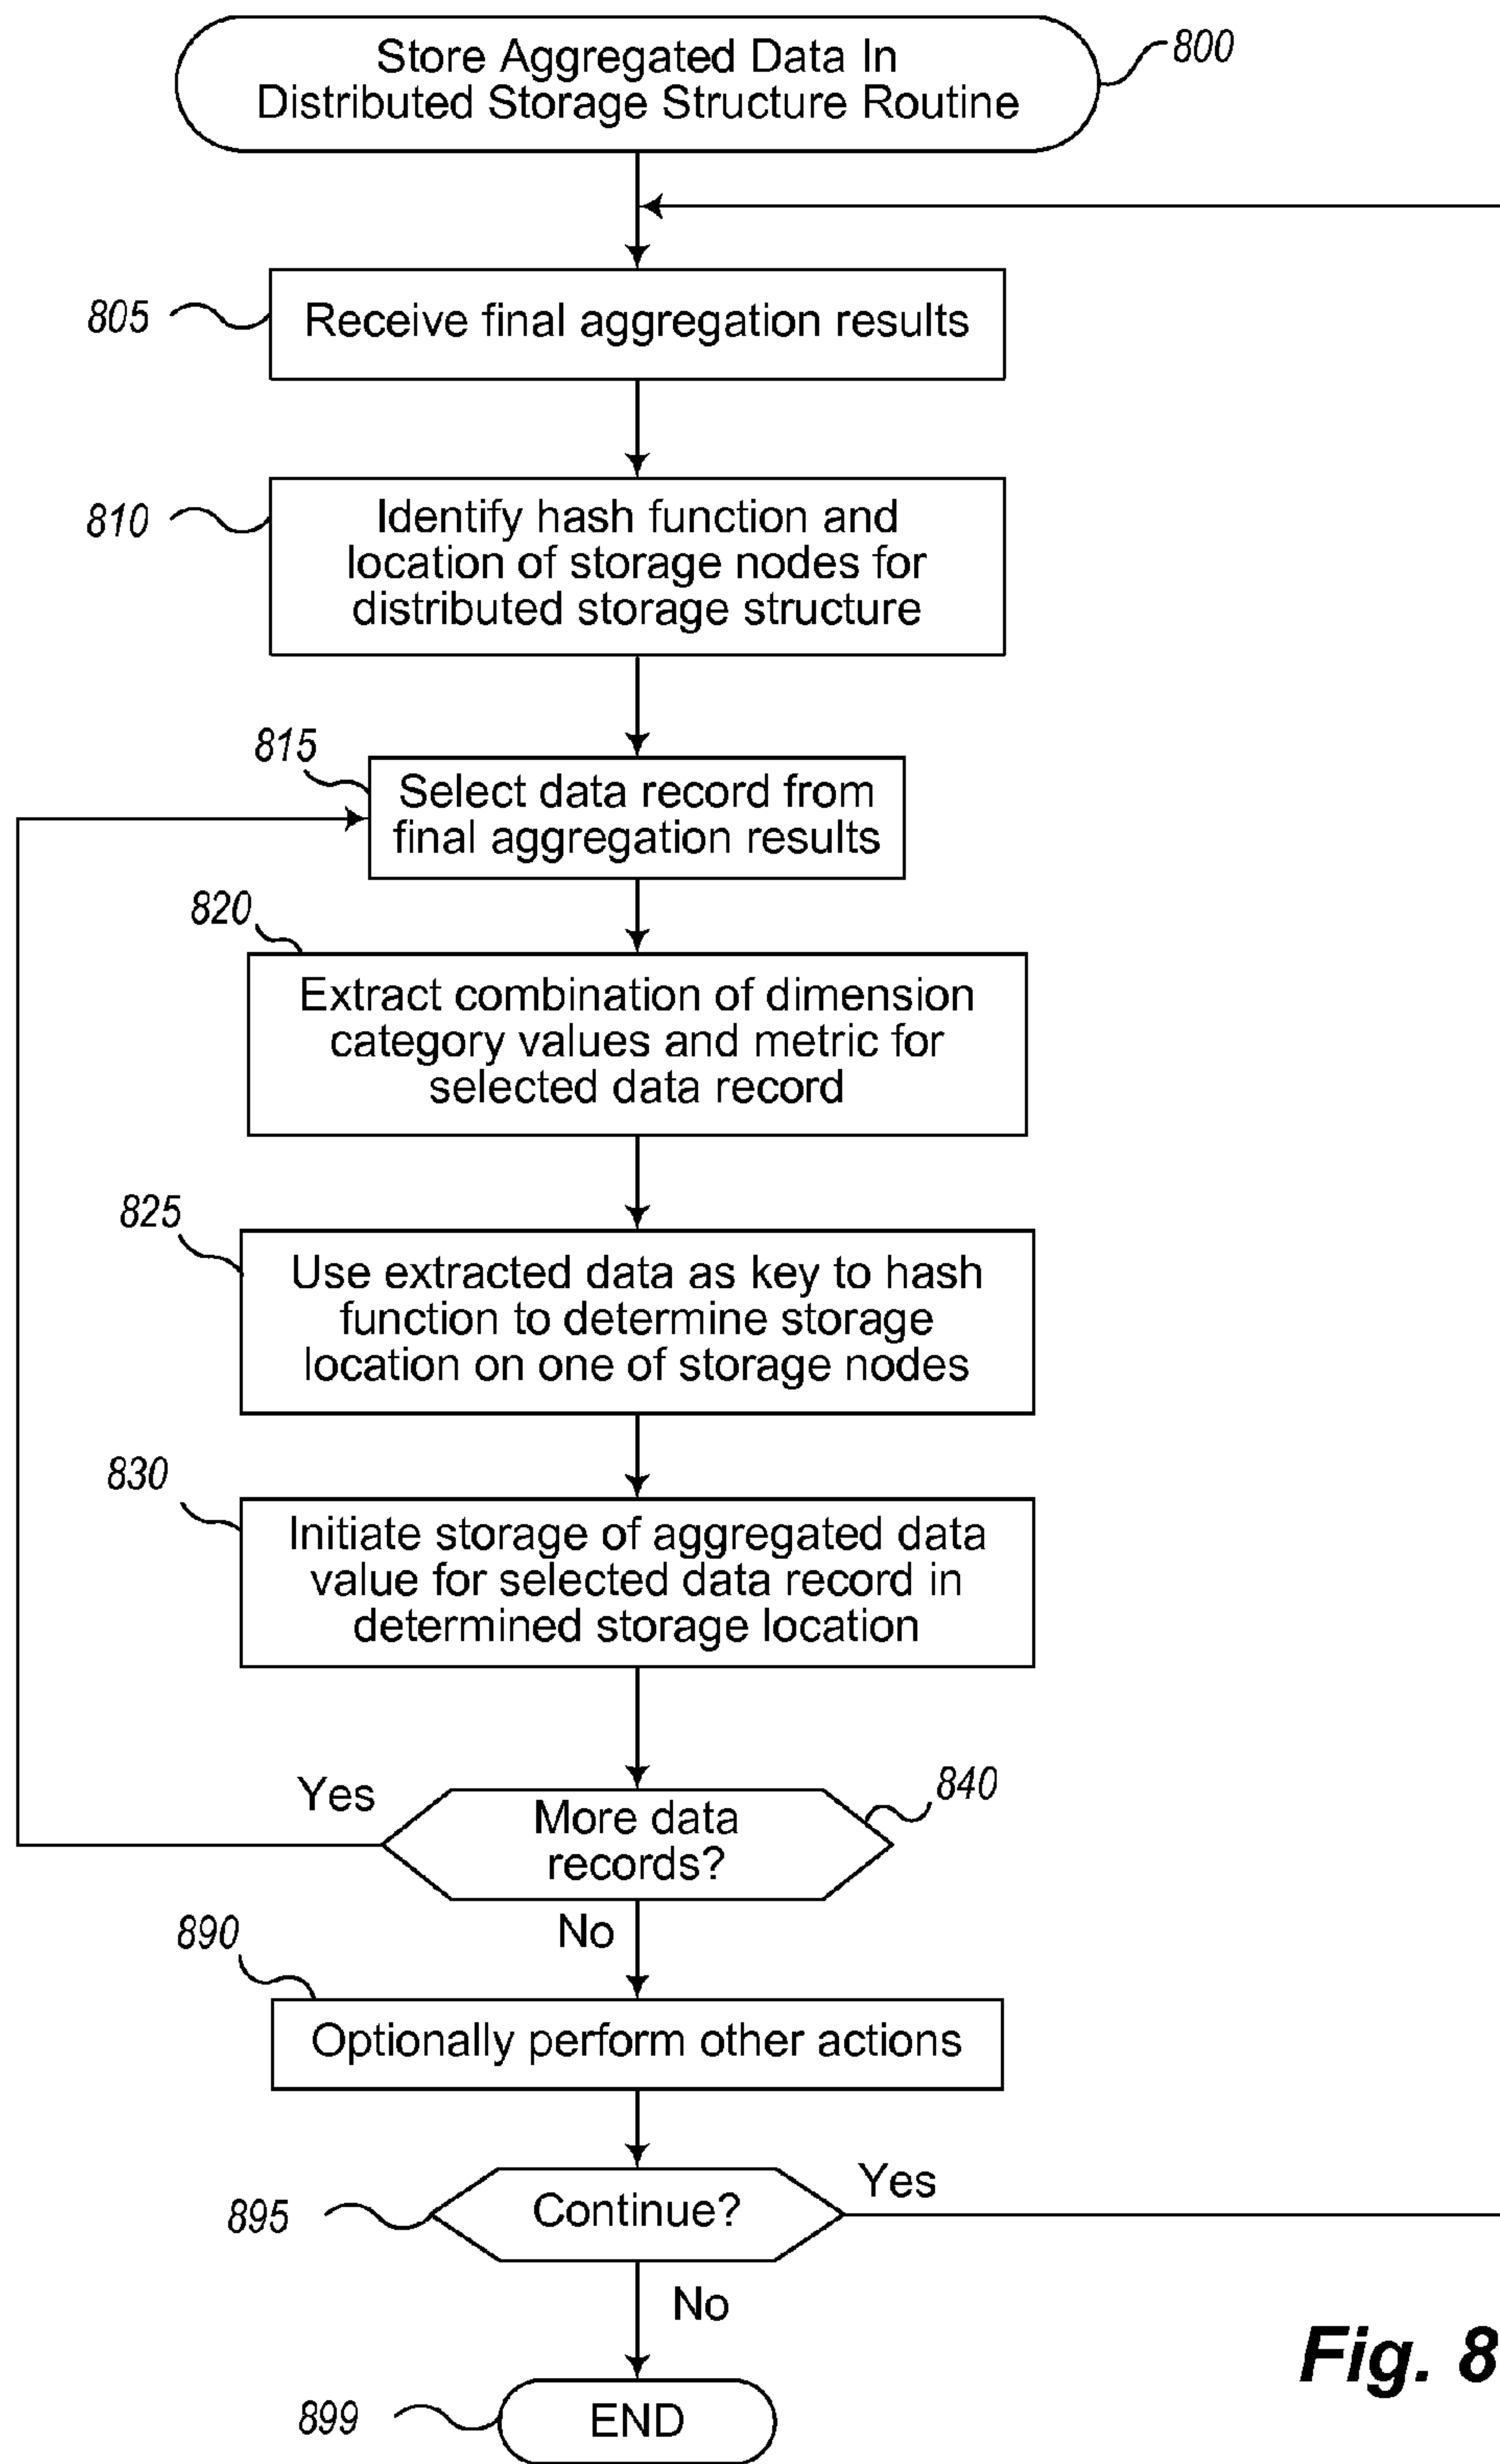 Store Aggregated Data In
Distributed Storage Structure Routine
800
805
Receive final aggregation results
810
Identify hash function and
location of storage nodes for
distributed storage structure
815
Select data record from
final aggregation results
820
Extract combination of dimension
category values and metric for
selected data record
825
Use extracted data as key to hash
function to determine storage
location on one of storage nodes
830
Initiate storage of aggregated data
value for selected data record in
determined storage location
Yes
840
More data
records?
No
890
Optionally perform other actions
895
Continue?
Yes
No
Fig. 8
899
END